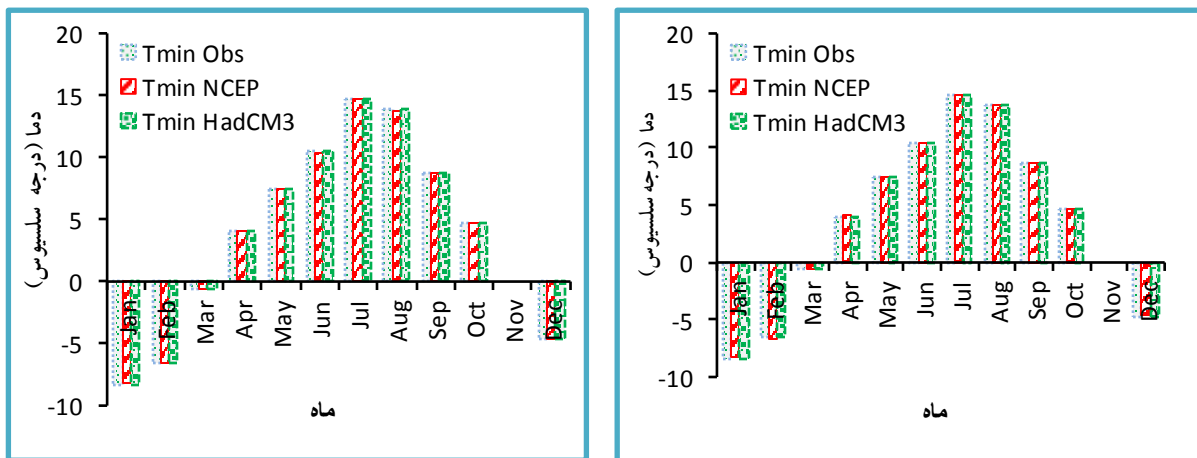 20
15
10
5
0
-5
-10
دما (درجه سلسیوس)
Tmin Obs
Tmin NCEP
Tmin HadCM3
Jan
Feb
Mar
Apr
May
Jun
Jul
Aug
Sep
Oct
Nov
Dec
ماه
20
15
10
5
0
-5
-10
دما (درجه سلسیوس)
Tmin Obs
Tmin NCEP
Tmin HadCM3
Jan
Feb
Mar
Apr
May
Jun
Jul
Aug
Sep
Oct
Nov
Dec
ماه